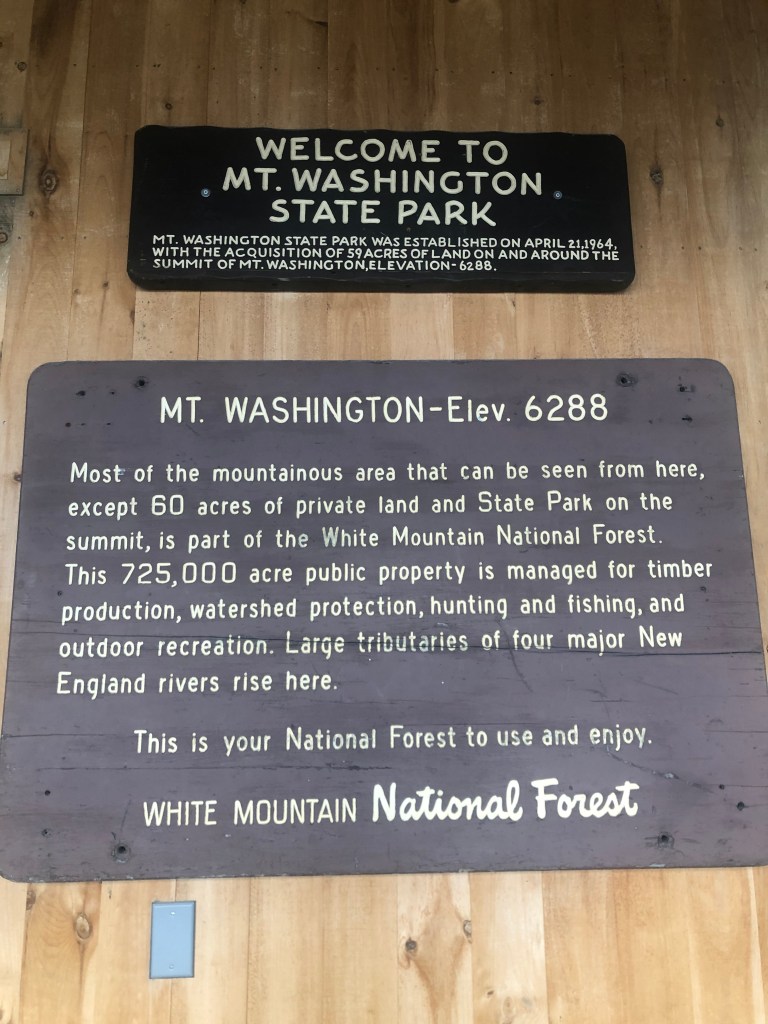 WELCOME TO
MT. WASHINGTON
STATE PARK
MT. WASHINGTON STATE PARK WAS ESTABLISHED ON APRIL 21,1964,
WITH THE ACQUISITION OF 59 ACRES OF LAND ON AND AROUND THE
SUMMIT OF MT. WASHINGTON, ELEVATION-6288.
MT. WASHINGTON-Elev. 6288
Most of the mountainous area that can be seen from here,
except 60 acres of private land and State Park on the
summit, is part of the White Mountain National Forest.
This 725,000 acre public property is managed for timber
production, watershed protection, hunting and fishing, and
outdoor recreation. Large tributaries of four major New
England rivers rise here.
This is your National Forest to use and enjoy.
WHITE MOUNTAIN National Forest